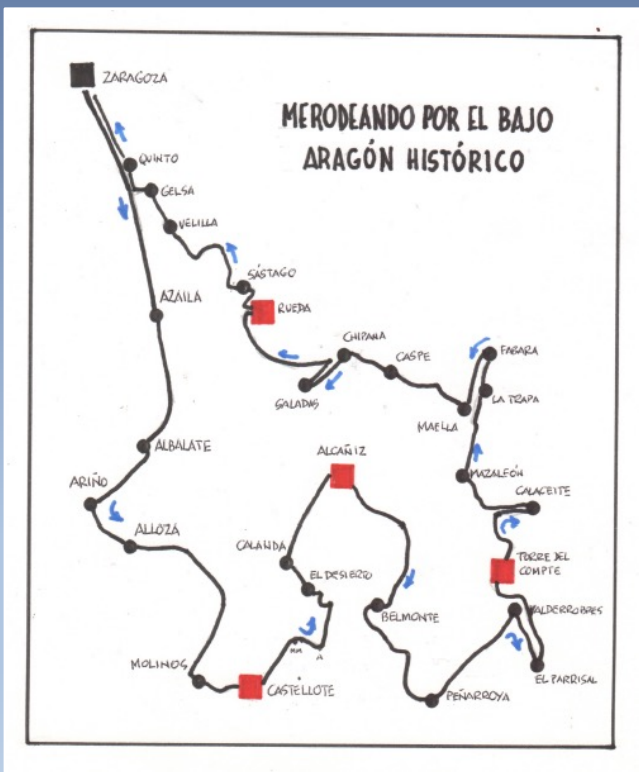 ZARAGOZA
MERODEANDO POR EL BAJO
ARAGÓN HISTÓRICO
QUINTO
GELSA
VELILLA
SÁSTAGO
AZAILA
RUEDA
CHIPANA
FABARA
CASPE
LA TRAPA
SALADAS
MAELLA
ALBALATE
ALCAÑIZ
ARIÑO
MAZALEÓN
CALACEITE
ALLOZA
CALANDA
EL DESIERTO
TORRE DEL
COMPTE
BELMONTE
VALDERROBRES
MM
A
MOLINOS
CASTELLOTE
EL PARRISAL
PEÑARROYA